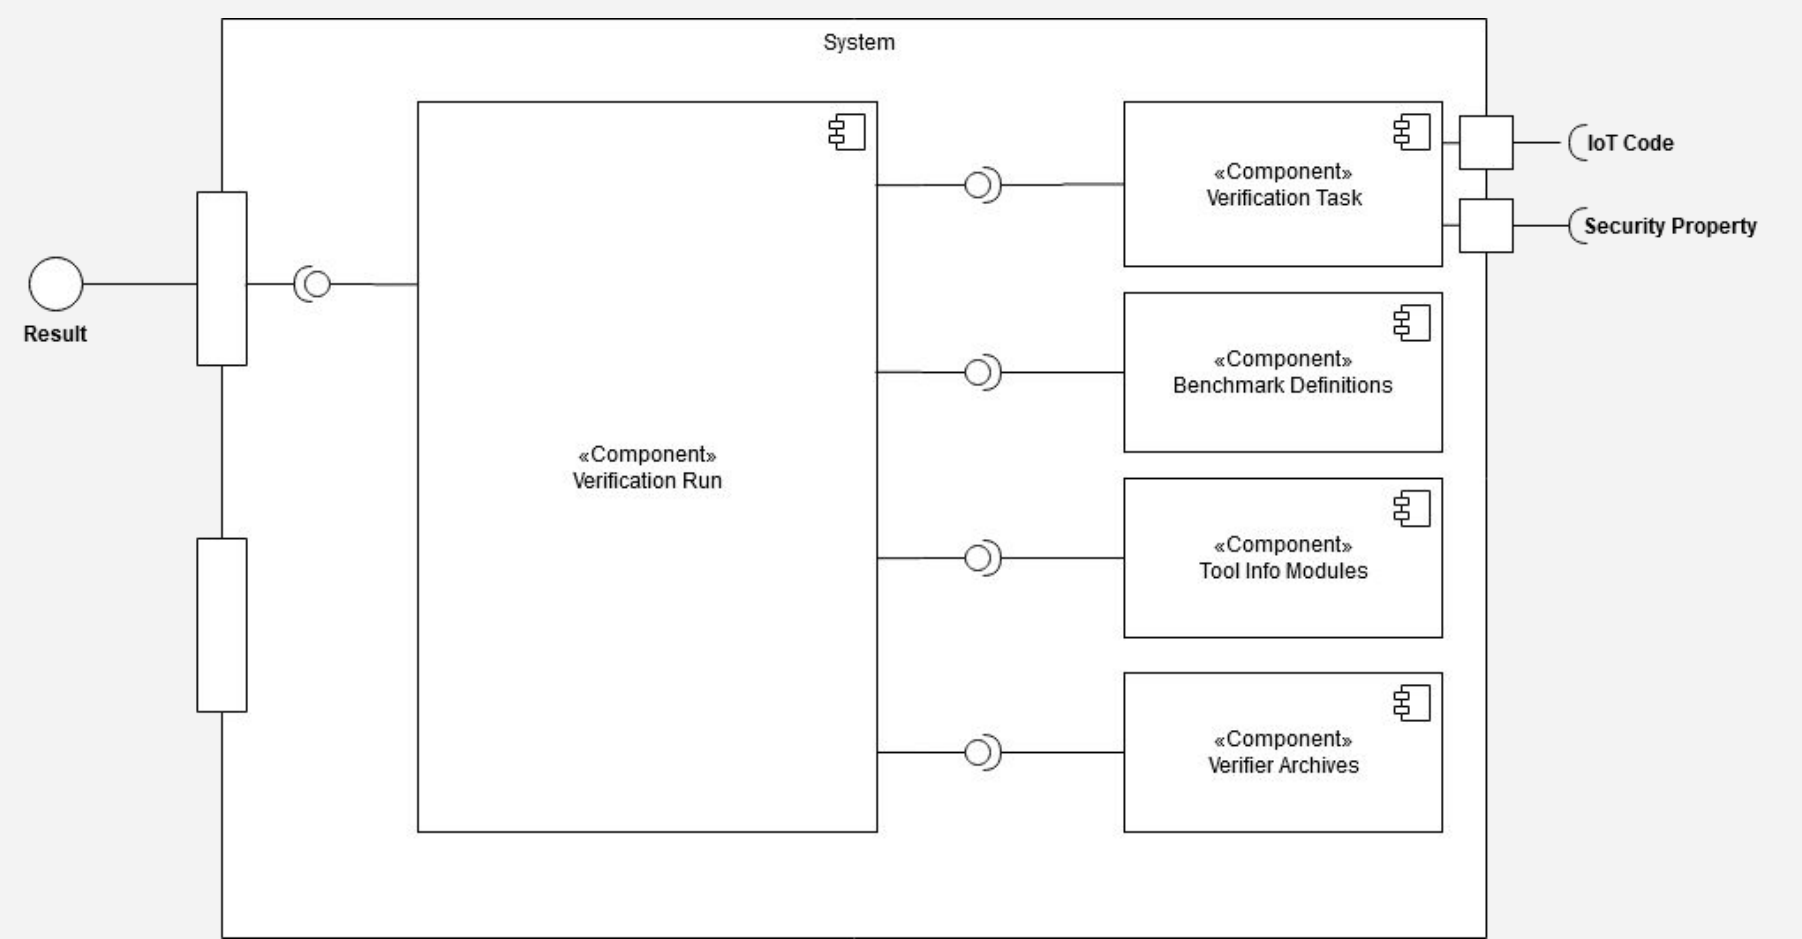 System
«Component»
Verification Task
IoT Code
Security Property
Result
«Component»
Benchmark Definitions
«Component»
Verification Run
«Component»
Tool Info Modules
«Component»
Verifier Archives